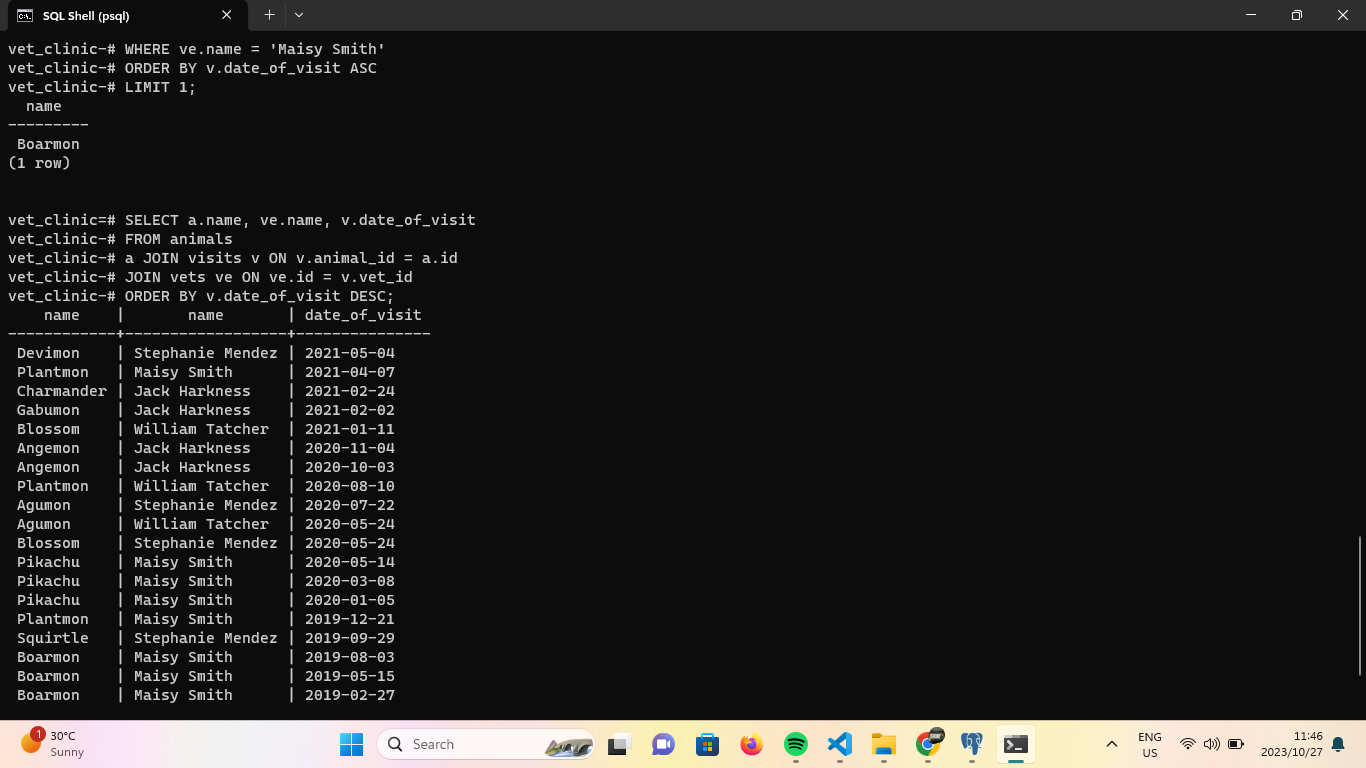 SQL Shell (psql)
vet_clinic-# WHERE ve.name = 'Maisy Smith'
vet_clinic-# ORDER BY v.date_of_visit ASC
vet_clinic-# LIMIT 1;
  name
---------
 Boarmon
(1 row)
vet_clinic=# SELECT a.name, ve.name, v.date_of_visit
vet_clinic-# FROM animals
vet_clinic-# a JOIN visits v ON v.animal_id = a.id
vet_clinic-# JOIN vets ve ON ve.id = v.vet_id
vet_clinic-# ORDER BY v.date_of_visit DESC;
    name    |       name       | date_of_visit
------------+------------------+---------------
 Devimon    | Stephanie Mendez | 2021-05-04
 Plantmon   | Maisy Smith      | 2021-04-07
 Charmander | Jack Harkness    | 2021-02-24
 Gabumon    | Jack Harkness    | 2021-02-02
 Blossom    | William Tatcher  | 2021-01-11
 Angemon    | Jack Harkness    | 2020-11-04
 Angemon    | Jack Harkness    | 2020-10-03
 Plantmon   | William Tatcher  | 2020-08-10
 Agumon     | Stephanie Mendez | 2020-07-22
 Agumon     | William Tatcher  | 2020-05-24
 Blossom    | Stephanie Mendez | 2020-05-24
 Pikachu    | Maisy Smith      | 2020-05-14
 Pikachu    | Maisy Smith      | 2020-03-08
 Pikachu    | Maisy Smith      | 2020-01-05
 Plantmon   | Maisy Smith      | 2019-12-21
 Squirtle   | Stephanie Mendez | 2019-09-29
 Boarmon    | Maisy Smith      | 2019-08-03
 Boarmon    | Maisy Smith      | 2019-05-15
 Boarmon    | Maisy Smith      | 2019-02-27
1
30°C
Sunny
Search
ENG
US
11:46
2023/10/27